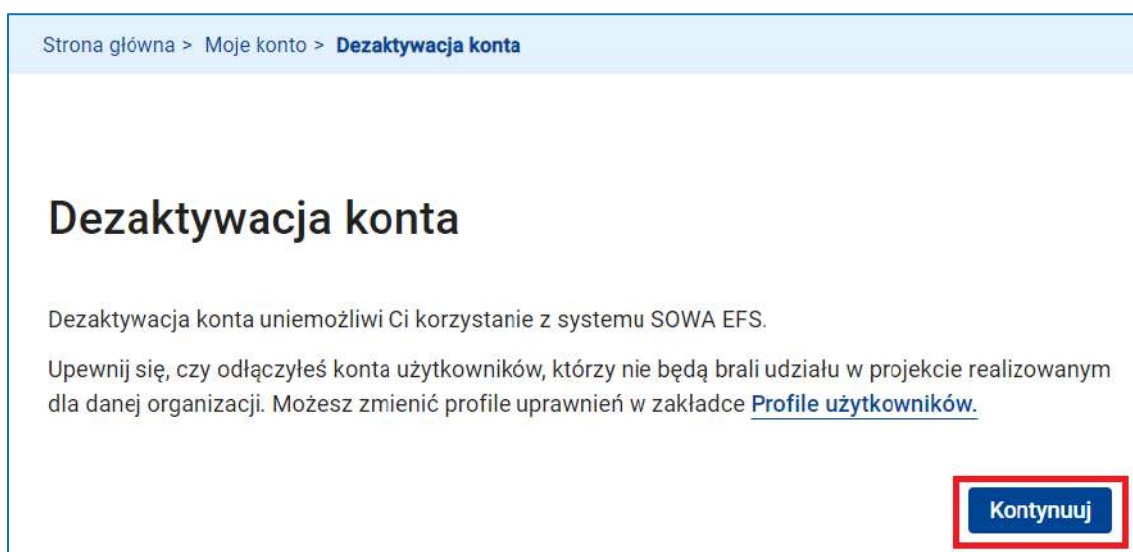 Strona główna > Moje konto > Dezaktywacja konta
Dezaktywacja konta
Dezaktywacja konta uniemożliwi Ci korzystanie z systemu SOWA EFS.
Upewnij się, czy odłączyłeś konta użytkowników, którzy nie będą brali udziału w projekcie realizowanym
dla danej organizacji. Możesz zmienić profile uprawnień w zakładce Profile użytkowników.
Kontynuuj